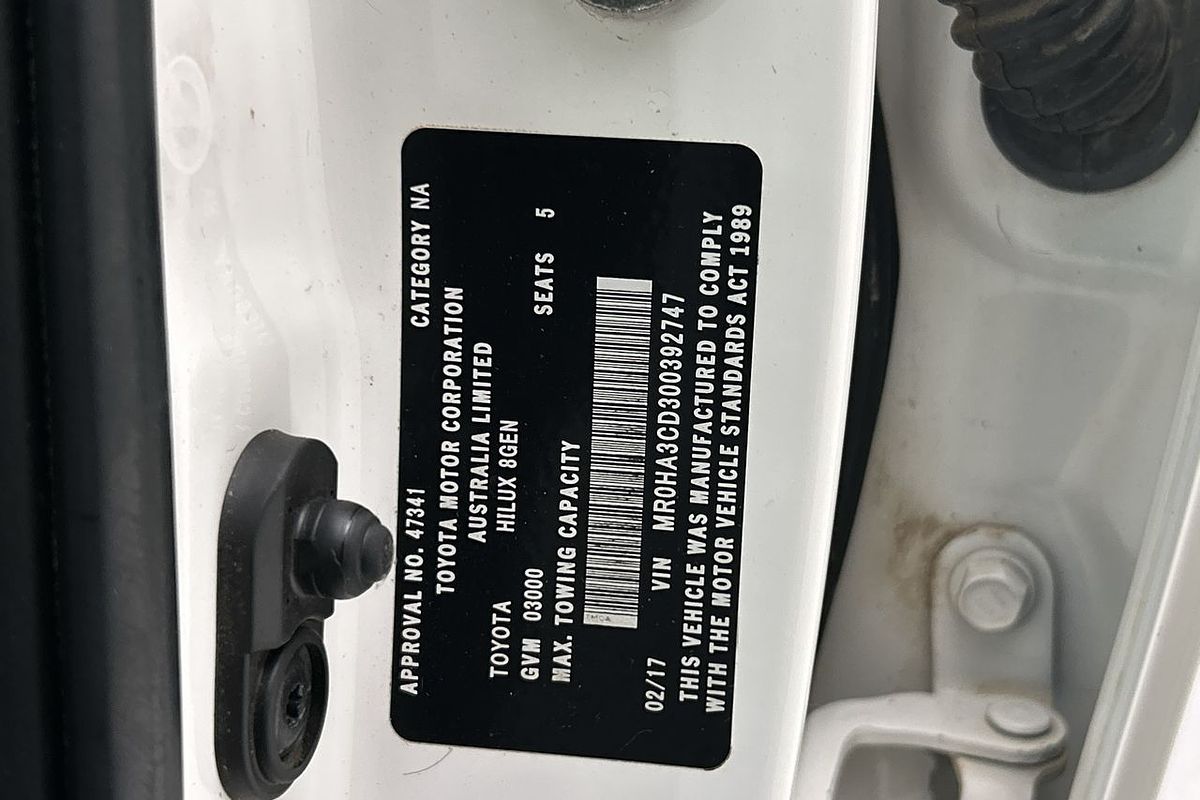 APPROVAL NO. 47341 CATEGORY NA
TOYOTA MOTOR CORPORATION
AUSTRALIA LIMITED
TOYOTA HILUX 8GEN
GVM 03000 SEATS 5
MAX. TOWING CAPACITY
TMCA
02/17 VIN MR0HA3CD300392747
THIS VEHICLE WAS MANUFACTURED TO COMPLY
WITH THE MOTOR VEHICLE STANDARDS ACT 1989